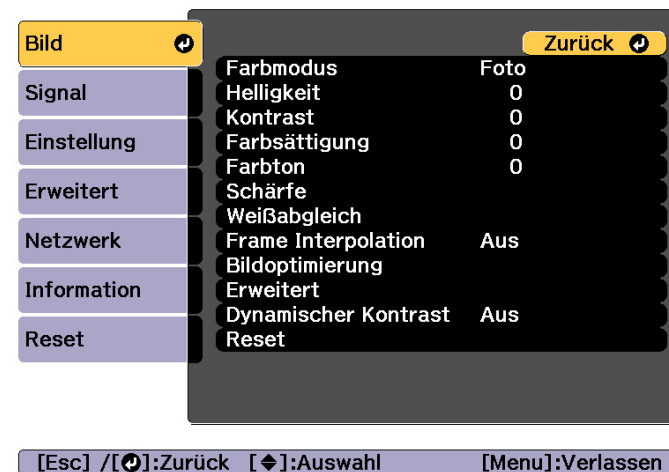 Bild
Signal
Einstellung
Erweitert
Netzwerk
Information
Reset
Zurück
Farbmodus Foto
Helligkeit 0
Kontrast 0
Farbsättigung 0
Farbton 0
Schärfe
Weißabgleich
Frame Interpolation Aus
Bildoptimierung
Erweitert
Dynamischer Kontrast Aus
Reset
[Esc] /[⏎]:Zurück [◆]:Auswahl [Menu]:Verlassen